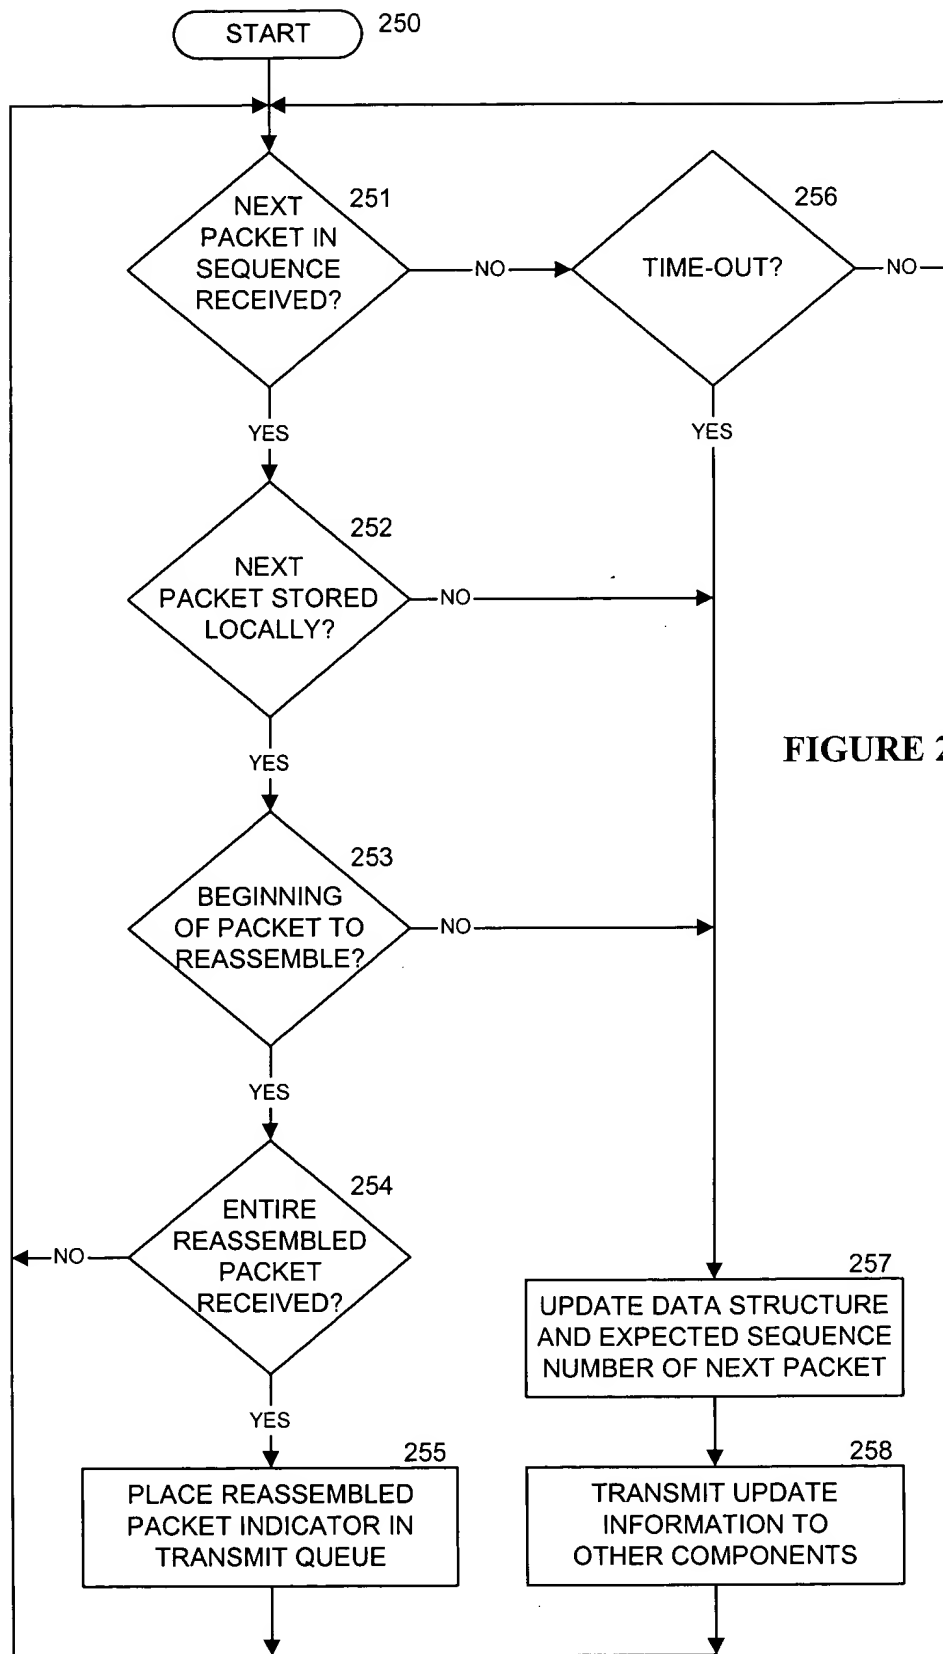 START
250
NEXT
PACKET IN
SEQUENCE
RECEIVED?
251
NO
TIME-OUT?
256
NO
YES
YES
NEXT
PACKET STORED
LOCALLY?
252
NO
YES
FIGURE 2
BEGINNING
OF PACKET TO
REASSEMBLE?
253
NO
YES
ENTIRE
REASSEMBLED
PACKET
RECEIVED?
254
NO
YES
257
UPDATE DATA STRUCTURE
AND EXPECTED SEQUENCE
NUMBER OF NEXT PACKET
255
PLACE REASSEMBLED
PACKET INDICATOR IN
TRANSMIT QUEUE
258
TRANSMIT UPDATE
INFORMATION TO
OTHER COMPONENTS